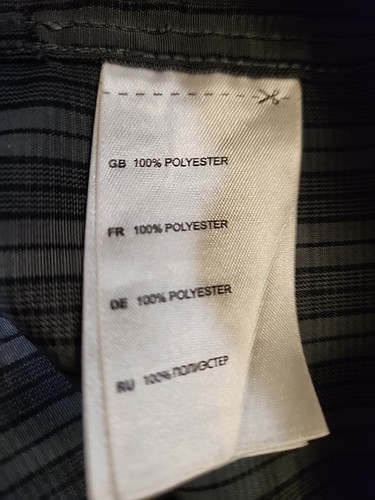 GB 100% POLYESTER
FR 100% POLYESTER
DE 100% POLYESTER
RU 100% ПОЛИЭСТЕР